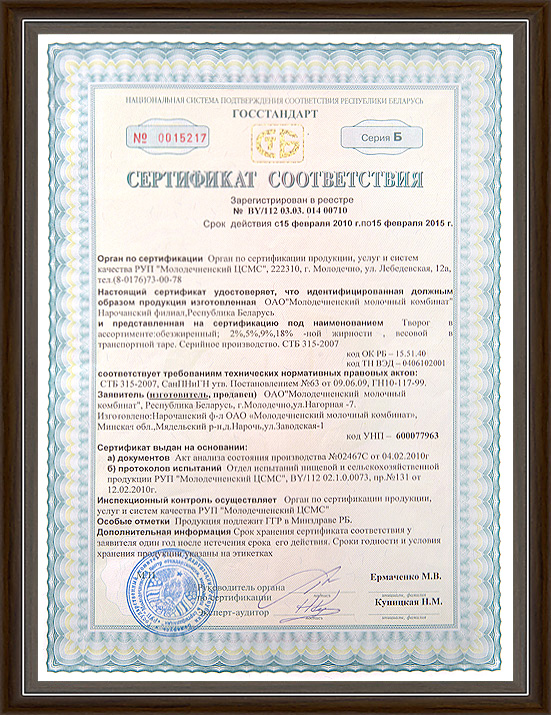 НАЦИОНАЛЬНАЯ СИСТЕМА ПОДТВЕРЖДЕНИЯ СООТВЕТСТВИЯ РЕСПУБЛИКИ БЕЛАРУСЬ
ГОССТАНДАРТ
№ 0015217
СТБ
Серия Б
СЕРТИФИКАТ СООТВЕТСТВИЯ
Зарегистрирован в реестре
№ BY/112 03.03. 014 00710
Срок действия с15 февраля 2010 г.по15 февраля 2015 г.
Орган по сертификации Орган по сертификации продукции, услуг и систем
качества РУП "Молодечненский ЦСМС", 222310, г. Молодечно, ул. Лебедевская, 12а,
тел.(8-0176)73-00-78
Настоящий сертификат удостоверяет, что идентифицированная должным
образом продукция изготовленная ОАО"Молодечненский молочный комбинат"
Нарочанский филиал,Республика Беларусь
и представленная на сертификацию под наименованием Творог в
ассортименте:обезжиренный; 2%,5%,9%,18% -ной жирности , весовой в
транспортной таре. Серийное производство. СТБ 315-2007
код ОК РБ – 15.51.40
код ТН ВЭД – 0406102001
соответствует требованиям технических нормативных правовых актов:
СТБ 315-2007, СанПНиГН утв. Постановлением №63 от 09.06.09, ГН10-117-99.
Заявитель (изготовитель, продавец) ОАО"Молодечненский молочный
комбинат", Республика Беларусь, г.Молодечно,ул.Нагорная -7.
Изготовлено:Нарочанский ф-л ОАО «Молодечненский молочный комбинат»,
Минская обл.,Мядельский р-н,д.Нарочь,ул.Заводская-1
код УНП – 600077963
Сертификат выдан на основании:
а) документов Акт анализа состояния производства №02467С от 04.02.2010г
б) протоколов испытаний Отдел испытаний пищевой и сельскохозяйственной
продукции РУП "Молодечненский ЦСМС", BY/112 02.1.0.0073, пр.№131 от
12.02.2010г.
Инспекционный контроль осуществляет Орган по сертификации продукции,
услуг и систем качества РУП "Молодечненский ЦСМС"
Особые отметки Продукция подлежит ГГР в Минздраве РБ.
Дополнительная информация Срок хранения сертификата соответствия у
заявителя один год после истечения срока его действия. Сроки годности и условия
хранения продукции указаны на этикетках
М.П.
Руководитель органа
по сертификации
подпись
Ермаченко М.В.
инициалы, фамилия
Эксперт-аудитор
подпись
Куницкая Н.М.
инициалы, фамилия